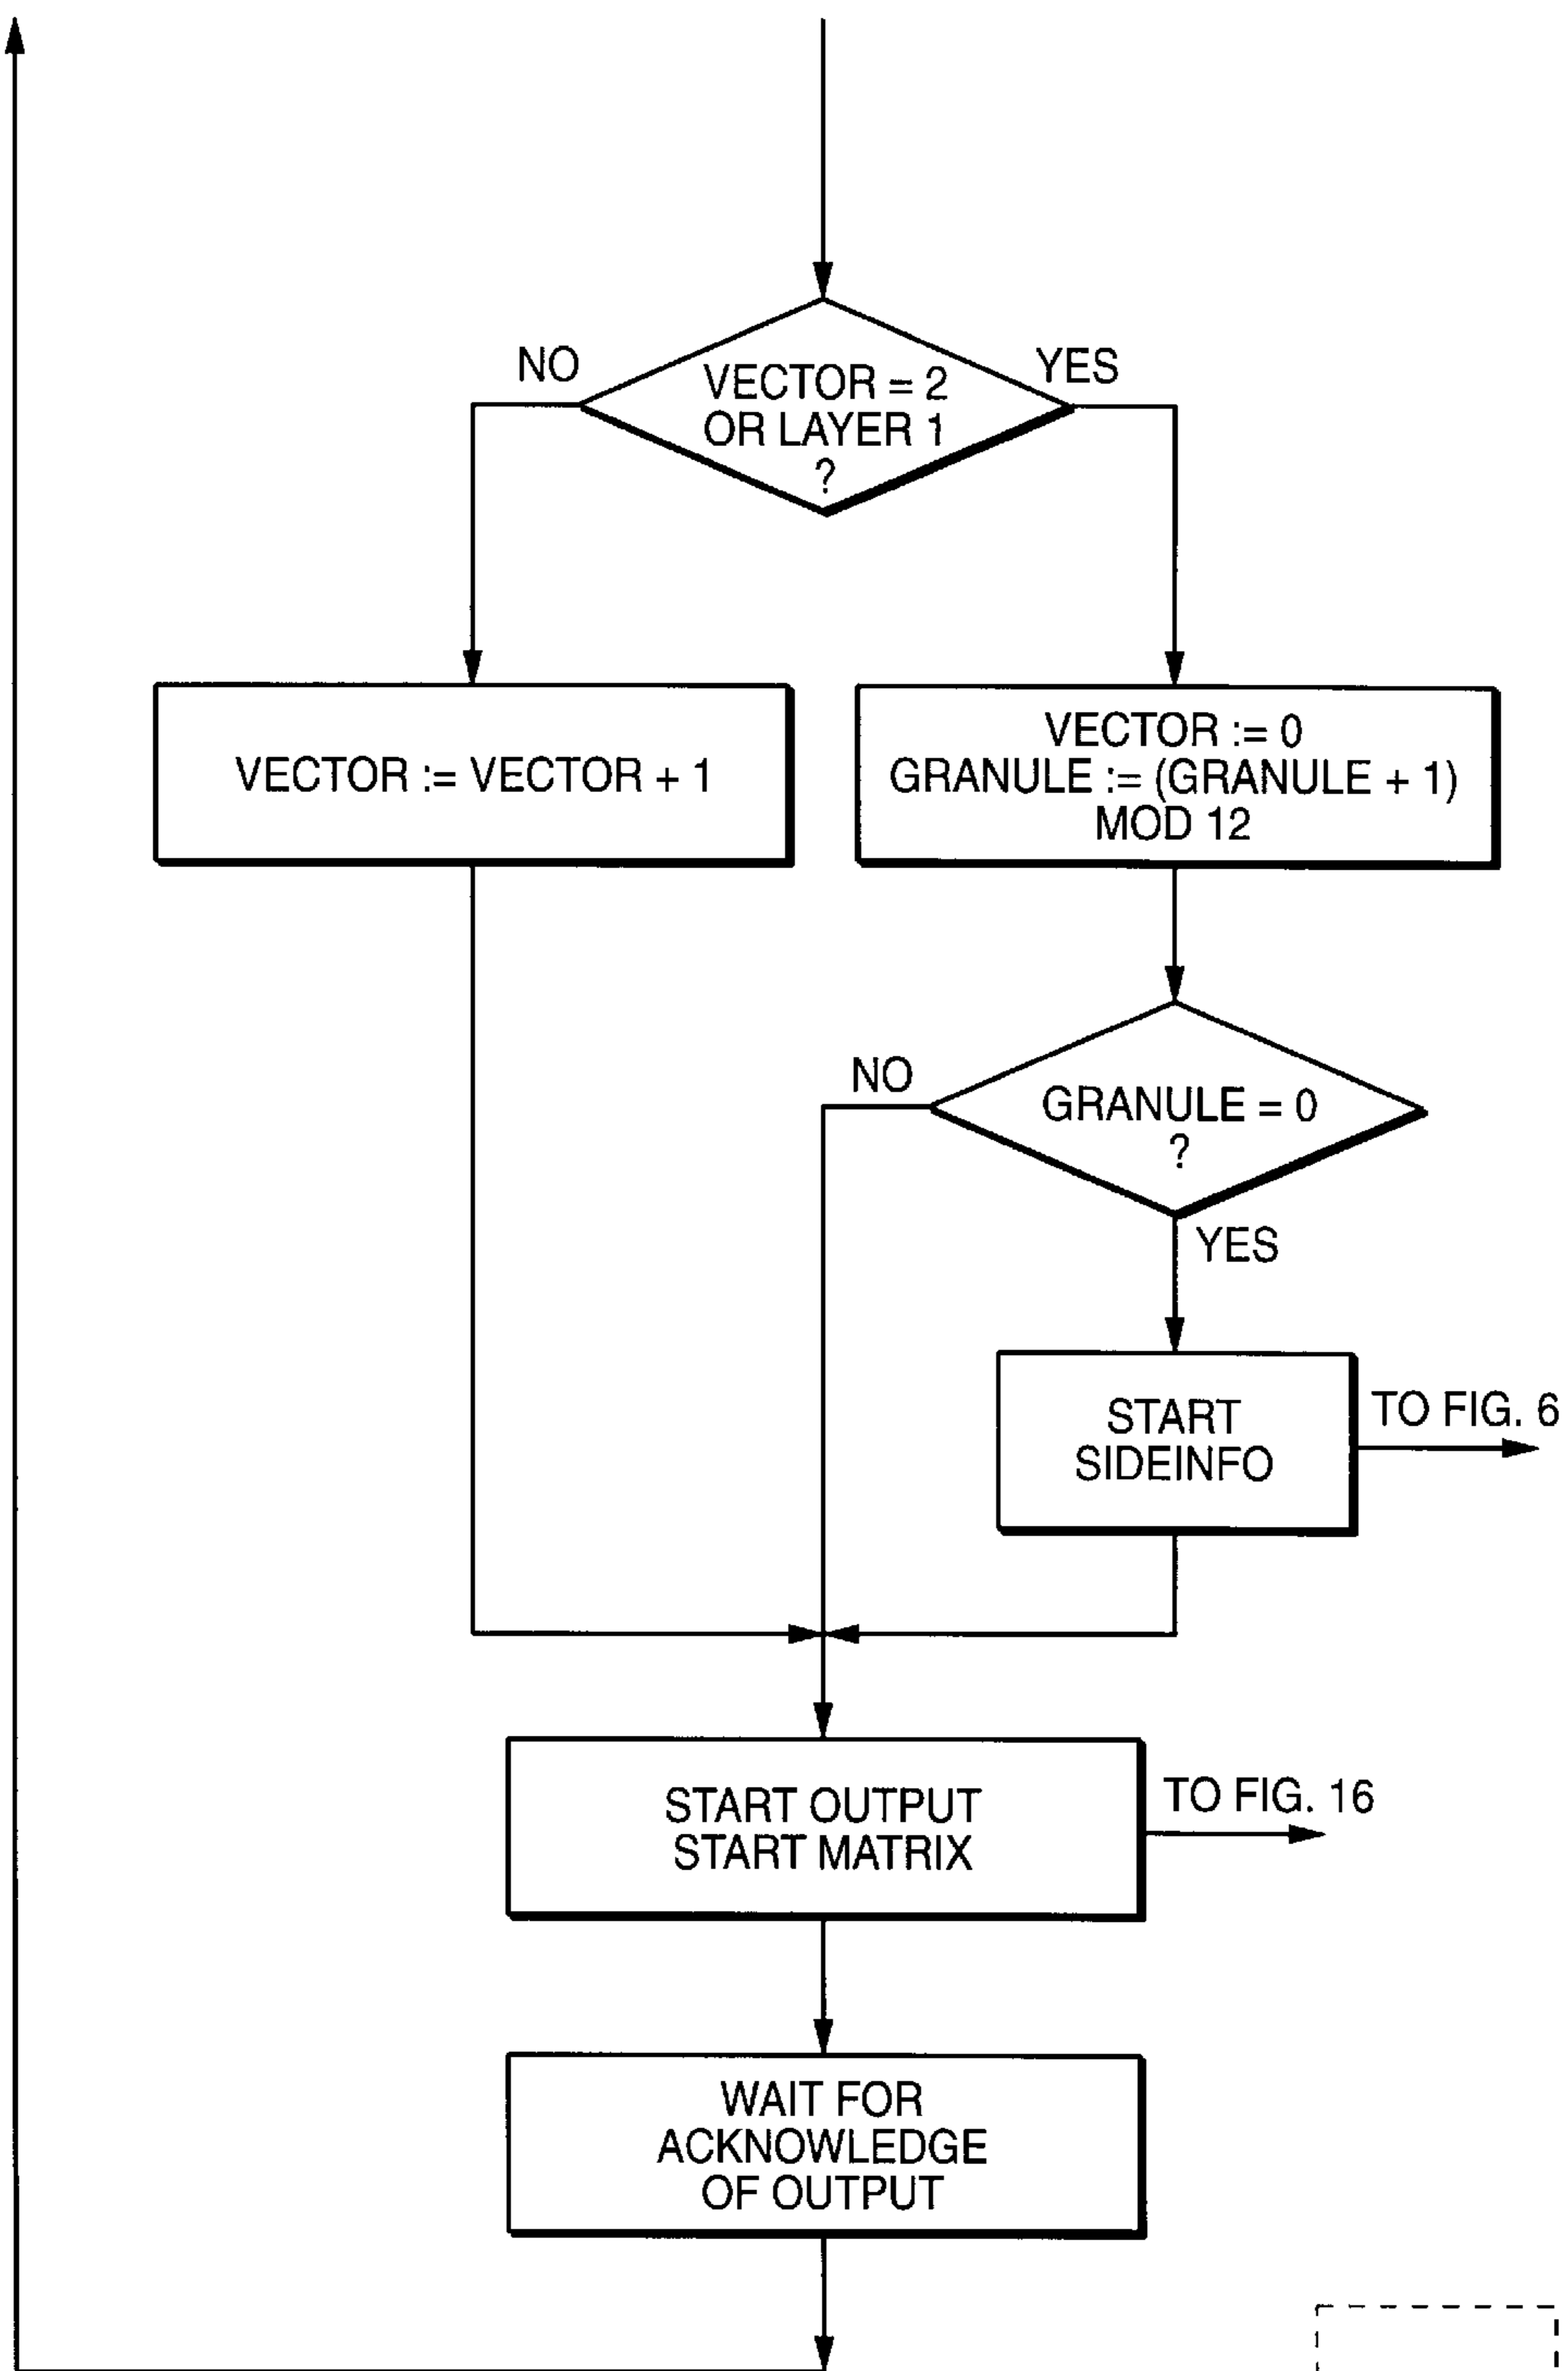 NO
VECTOR = 2
OR LAYER 1
?
YES
VECTOR := VECTOR + 1
VECTOR := 0
GRANULE := (GRANULE + 1)
MOD 12
NO
GRANULE = 0
?
YES
START
SIDEINFO
TO FIG. 6
START OUTPUT
START MATRIX
TO FIG. 16
WAIT FOR
ACKNOWLEDGE
OF OUTPUT